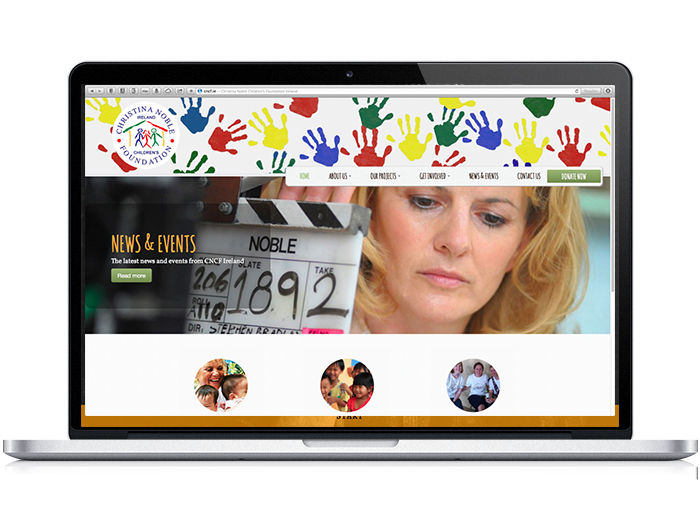 cncf.ie – Christina Noble Children's Foundation Ireland
CHRISTINA NOBLE
IRELAND
CHILDREN'S
FOUNDATION
HOME ABOUT US OUR PROJECTS GET INVOLVED NEWS & EVENTS CONTACT US DONATE NOW
NEWS & EVENTS
The latest news and events from CNCF Ireland
Read more
NOBLE
SLATE TAKE
206 1892
ROLL
DIR: STEPHEN BRADLEY
START